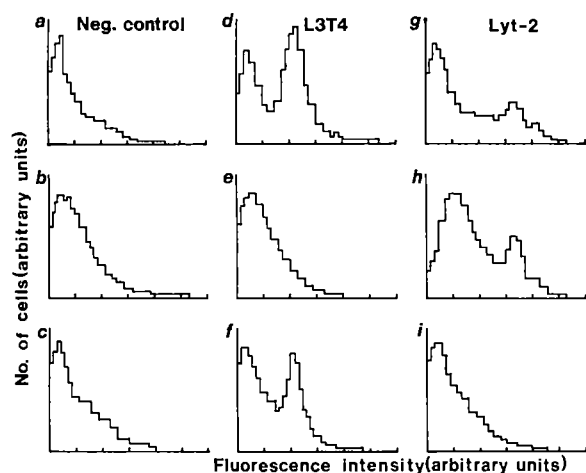 a Neg. control
d L3T4
g Lyt-2
b
e
h
c
f
i
No. of cells(arbitrary units)
Fluorescence intensity(arbitrary units)